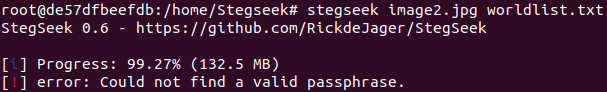 root@de57dfbeefdb:/home/Stegseek# stegseek image2.jpg worldlist.txt
StegSeek 0.6 - https://github.com/RickdeJager/StegSeek
[i] Progress: 99.27% (132.5 MB)
[!] error: Could not find a valid passphrase.